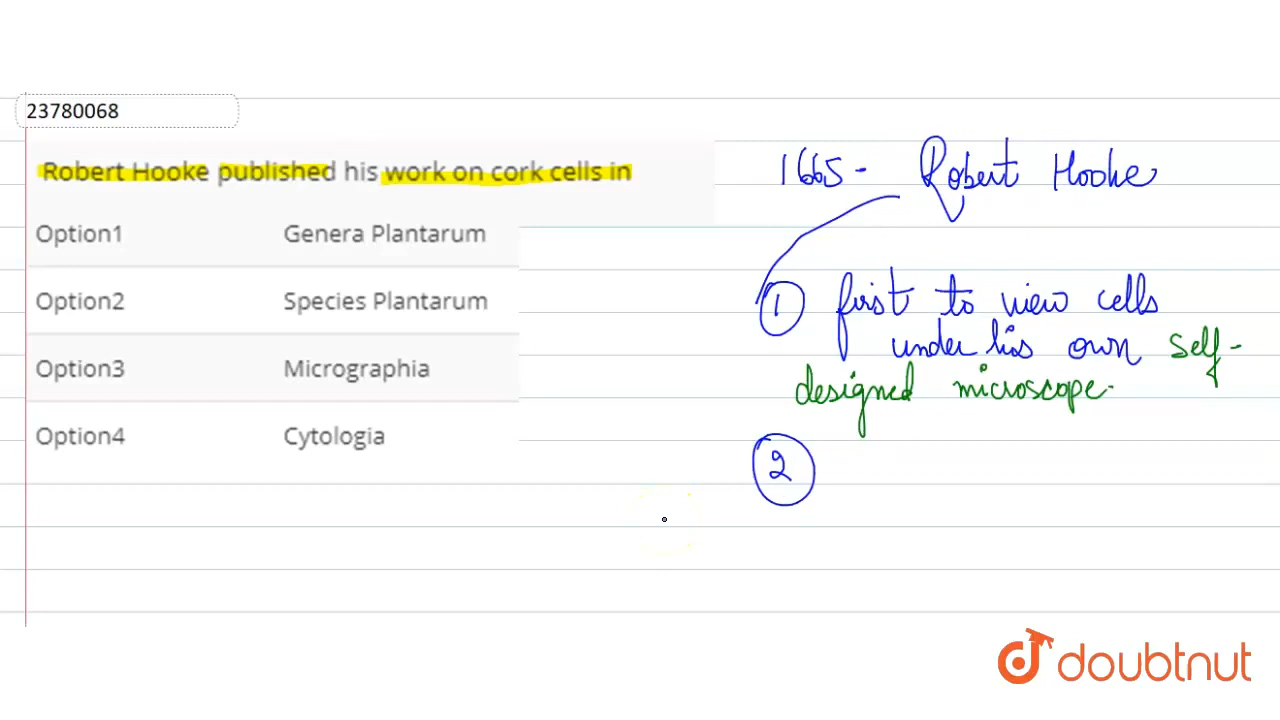 23780068
Robert Hooke published his work on cork cells in
Option1 Genera Plantarum
Option2 Species Plantarum
Option3 Micrographia
Option4 Cytologia
1665 - Robert Hooke
1 first to view cells
under his own self-
designed microscope.
2
doubtnut